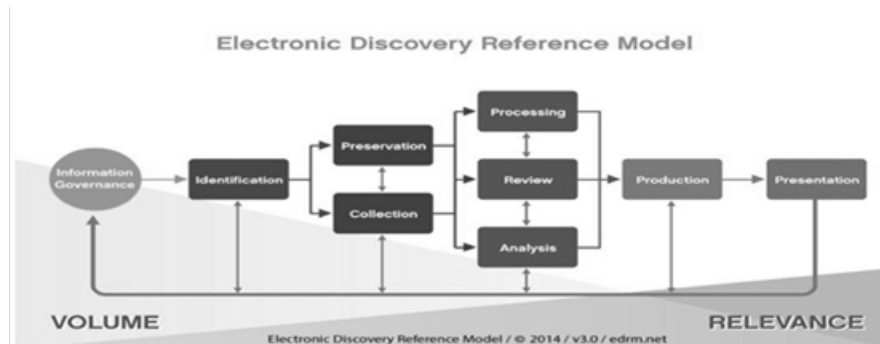 Electronic Discovery Reference Model
Processing
Preservation
Information
Governance
Identification
Review
Production
Presentation
Collection
Analysis
VOLUME
RELEVANCE
Electronic Discovery Reference Model / © 2014 / v3.0 / edrm.net